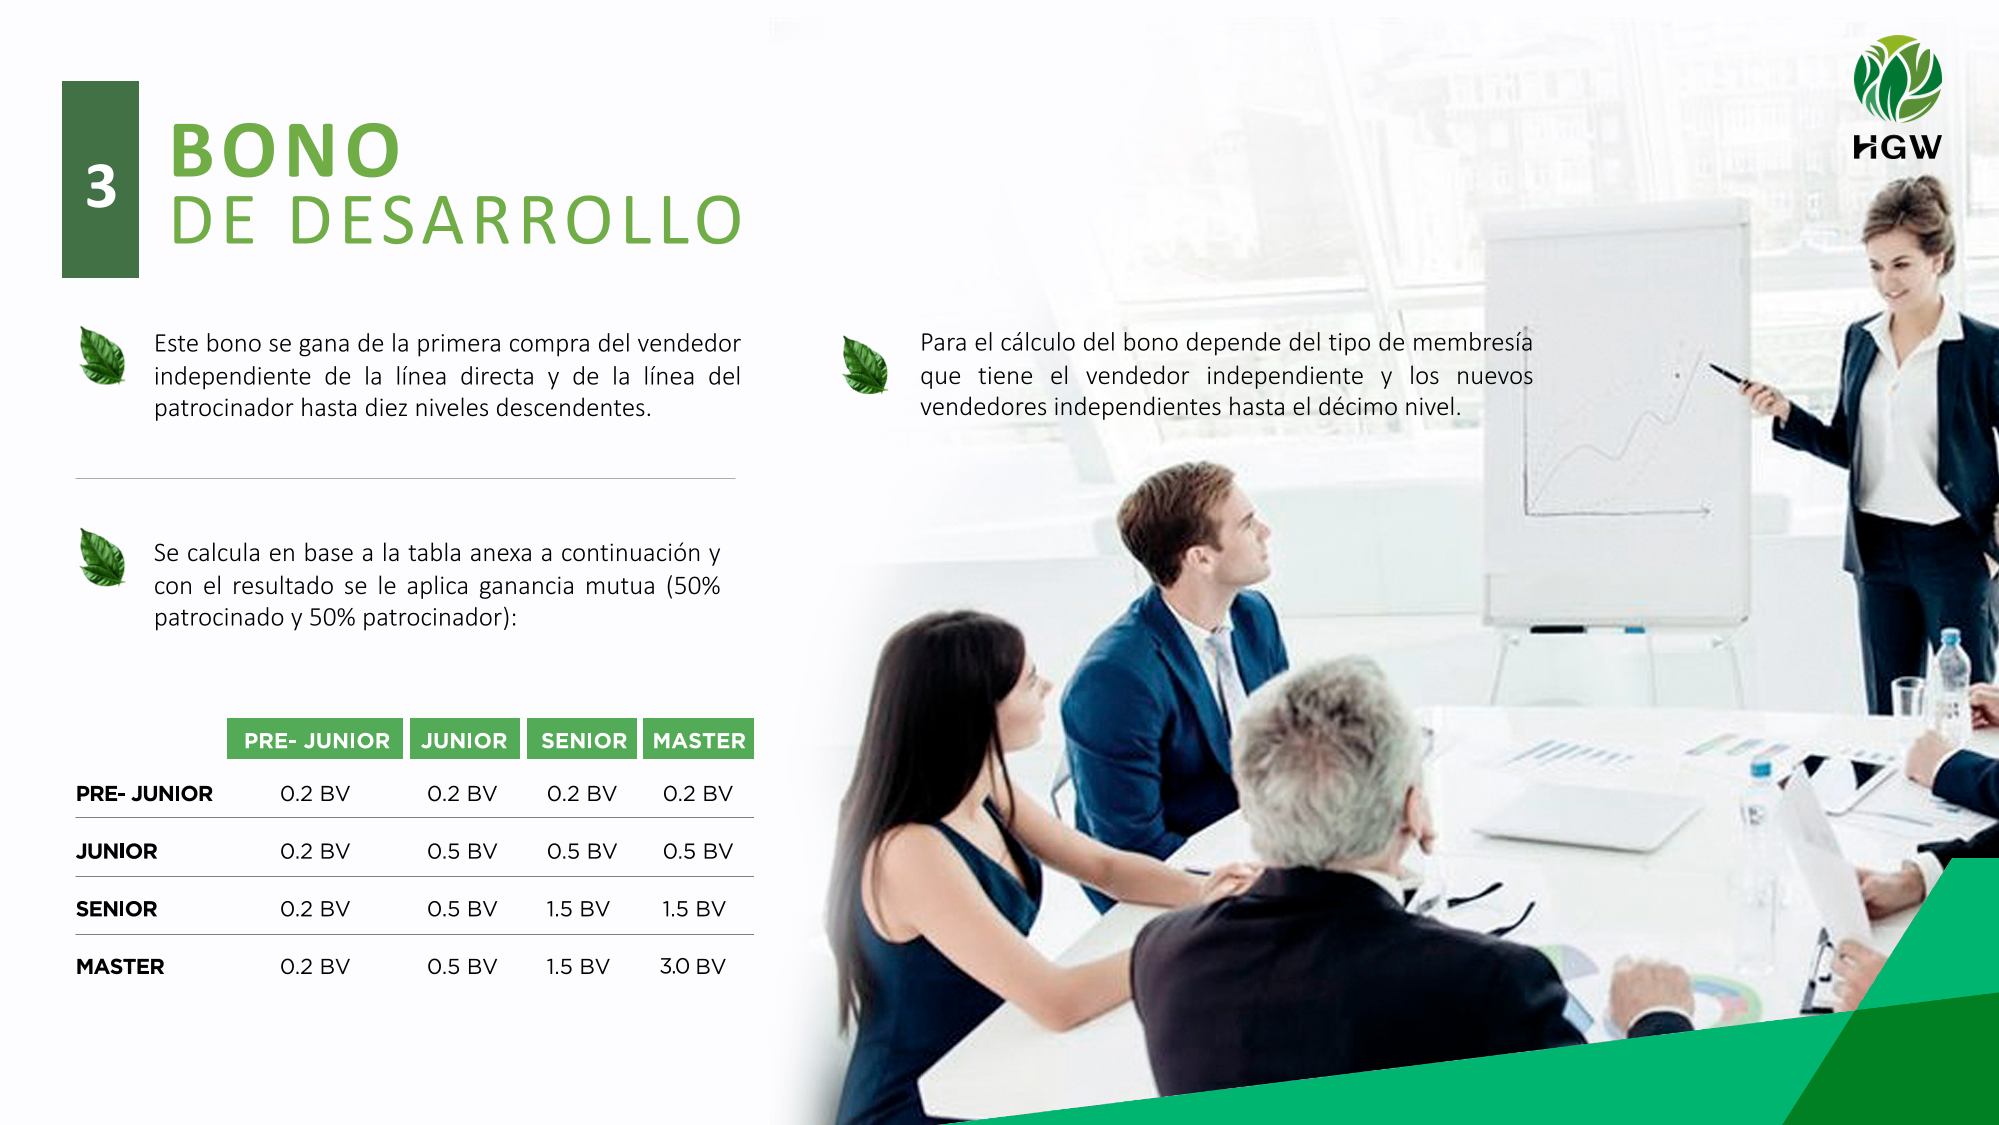 HGW
3
BONO
DE DESARROLLO
Este bono se gana de la primera compra del vendedor
independiente de la línea directa y de la línea del
patrocinador hasta diez niveles descendentes.
Para el cálculo del bono depende del tipo de membresía
que tiene el vendedor independiente y los nuevos
vendedores independientes hasta el décimo nivel.
Se calcula en base a la tabla anexa a continuación y
con el resultado se le aplica ganancia mutua (50%
patrocinado y 50% patrocinador):
PRE- JUNIOR JUNIOR SENIOR MASTER
PRE- JUNIOR 0.2 BV 0.2 BV 0.2 BV 0.2 BV
JUNIOR 0.2 BV 0.5 BV 0.5 BV 0.5 BV
SENIOR 0.2 BV 0.5 BV 1.5 BV 1.5 BV
MASTER 0.2 BV 0.5 BV 1.5 BV 3.0 BV